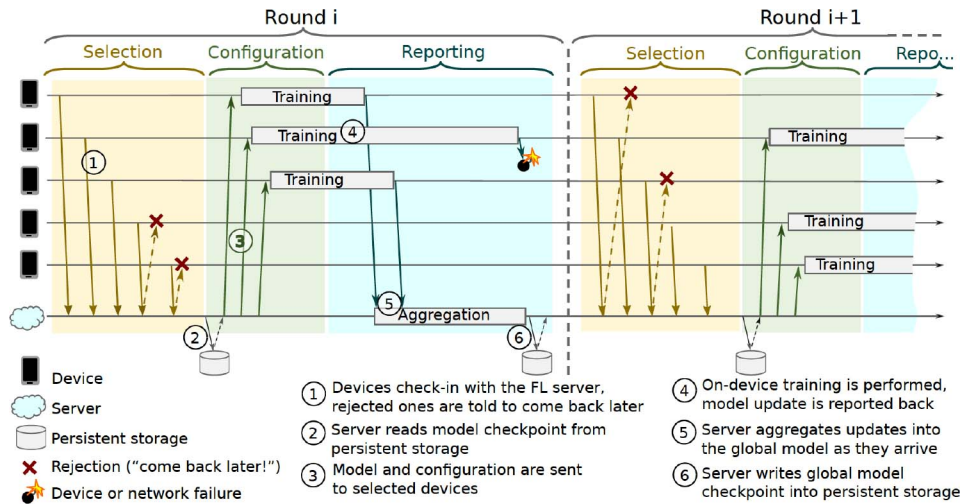 Round i
Round i+1
Selection
Configuration
Reporting
Selection
Configuration
Repo...
Training
Training
4
Training
Training
1
Training
3
Training
5
Aggregation
2
6
Device
Server
Persistent storage
Rejection (“come back later!”)
Device or network failure
1 Devices check-in with the FL server,
rejected ones are told to come back later
2 Server reads model checkpoint from
persistent storage
3 Model and configuration are sent
to selected devices
4 On-device training is performed,
model update is reported back
5 Server aggregates updates into
the global model as they arrive
6 Server writes global model
checkpoint into persistent storage